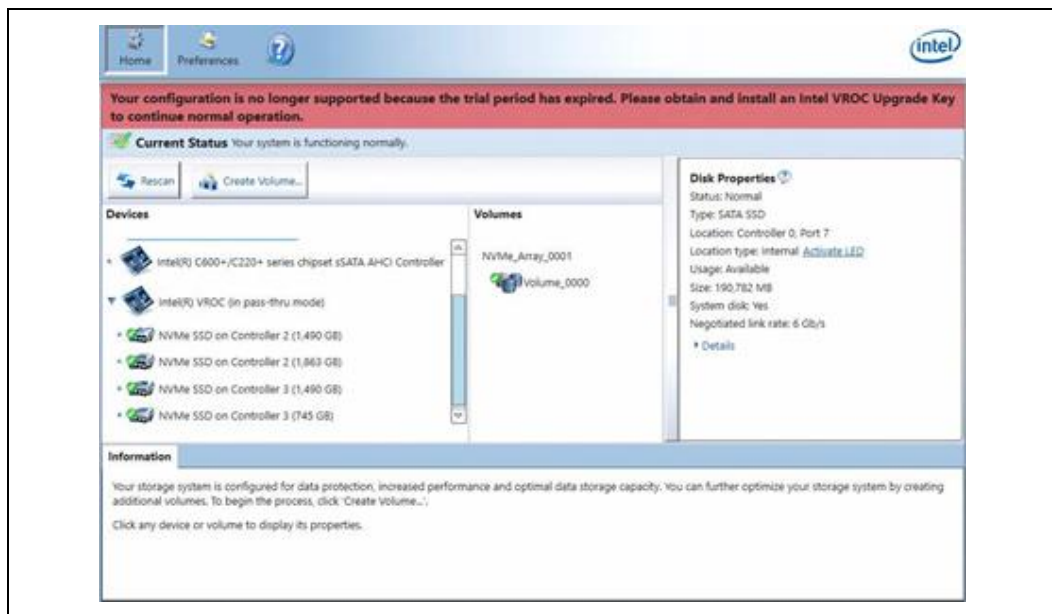 Home
Preferences
intel
Your configuration is no longer supported because the trial period has expired. Please obtain and install an Intel VROC Upgrade Key
to continue normal operation.
Current Status Your system is functioning normally.
Rescan
Create Volume...
Devices
Intel(R) C600+/C220+ series chipset sSATA AHCI Controller
Intel(R) VROC (in pass-thru mode)
NVMe SSD on Controller 2 (1,490 GB)
NVMe SSD on Controller 2 (1,863 GB)
NVMe SSD on Controller 3 (1,490 GB)
NVMe SSD on Controller 3 (745 GB)
Volumes
NVMe_Array_0001
Volume_0000
Disk Properties
Status: Normal
Type: SATA SSD
Location: Controller 0, Port 7
Location type: Internal Activate LED
Usage: Available
Size: 190,782 MB
System disk: Yes
Negotiated link rate: 6 Gb/s
Details
Information
Your storage system is configured for data protection, increased performance and optimal data storage capacity. You can further optimize your storage system by creating
additional volumes. To begin the process, click 'Create Volume...'.
Click any device or volume to display its properties.